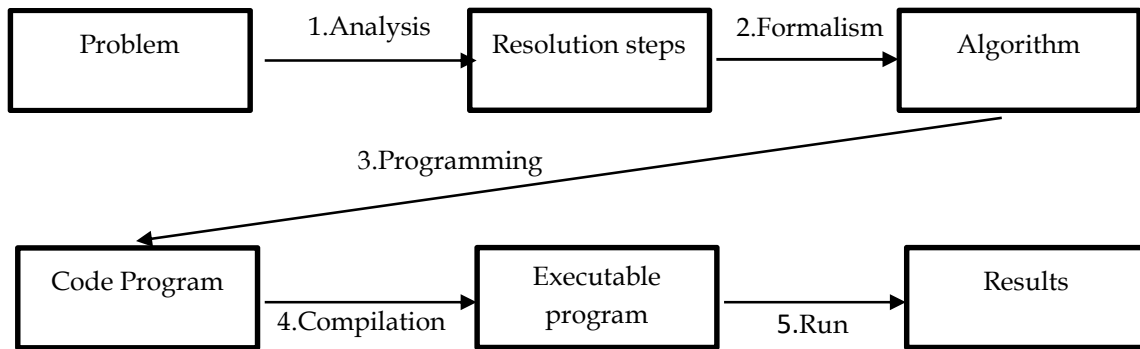 Problem
1.Analysis
Resolution steps
2.Formalism
Algorithm
3.Programming
Code Program
4.Compilation
Executable
program
5.Run
Results